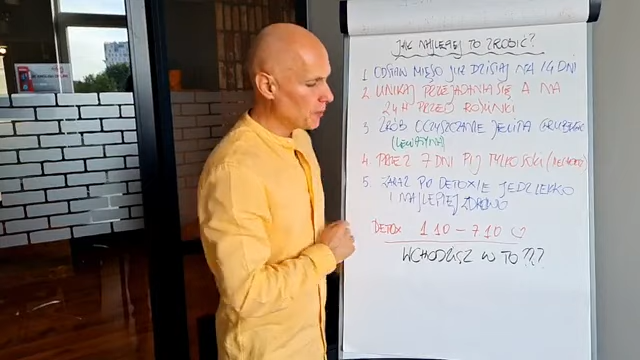 JAK NAJLEPIEJ TO ZROBIĆ?
1 ODSTAW MIĘSO JUŻ DZISIAJ NA 14 DNI
2 UNIKAJ PRZEJADANIA SIĘ A NA
24H PRZED ROŚLINKI
3 ZRÓB OCZYSZCZANIE JELITA GRUBEGO
(LEWATYWA)
4. PRZEZ 7 DNI PIJ TYLKO SOKI
5. ZARAZ PO DETOXIE JEDZ LEKKO
I NAJLEPIEJ ZDROWO
DETOX 1.10 - 7.10
WCHODZISZ W TO ???